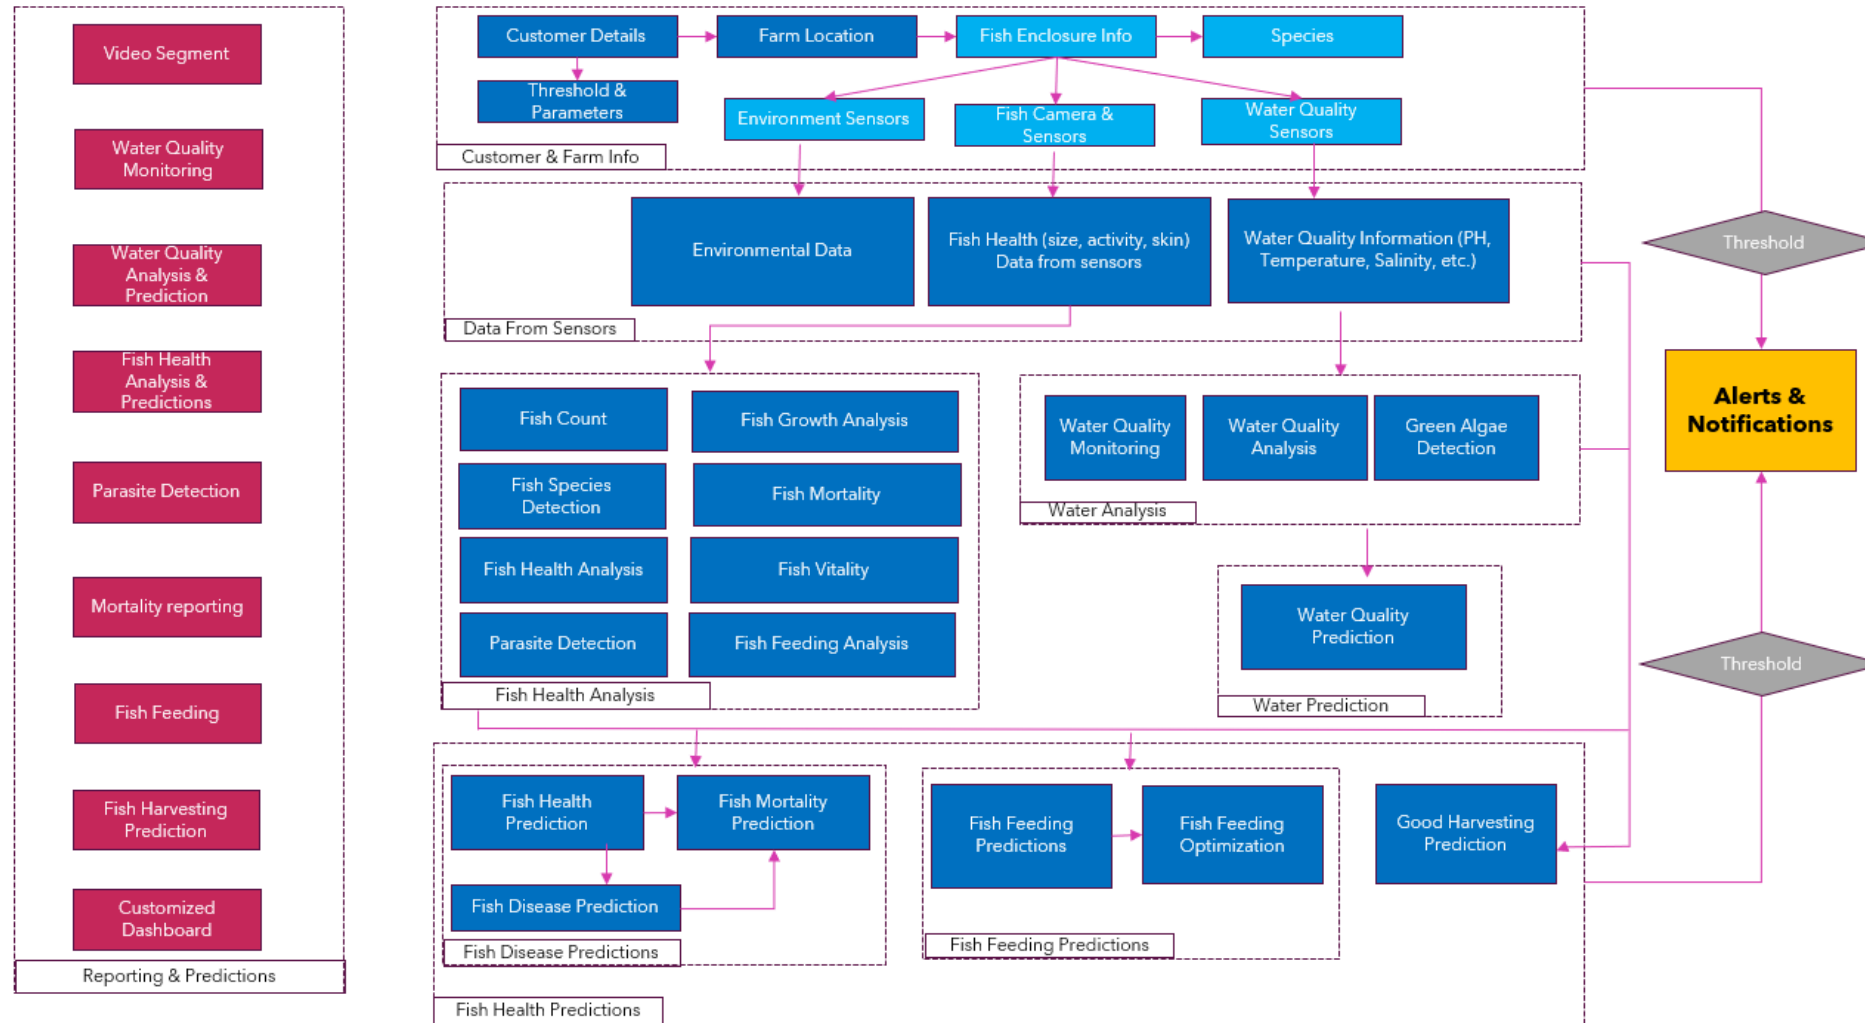 Video Segment
Water Quality
Monitoring
Water Quality
Analysis &
Prediction
Fish Health
Analysis &
Predictions
Parasite Detection
Mortality reporting
Fish Feeding
Fish Harvesting
Prediction
Customized
Dashboard
Reporting & Predictions
Customer Details
Farm Location
Fish Enclosure Info
Species
Threshold &
Parameters
Environment Sensors
Fish Camera &
Sensors
Water Quality
Sensors
Customer & Farm Info
Environmental Data
Fish Health (size, activity, skin)
Data from sensors
Water Quality Information (PH,
Temperature, Salinity, etc.)
Data From Sensors
Fish Count
Fish Growth Analysis
Fish Species
Detection
Fish Mortality
Fish Health Analysis
Fish Vitality
Parasite Detection
Fish Feeding Analysis
Fish Health Analysis
Water Quality
Monitoring
Water Quality
Analysis
Green Algae
Detection
Water Analysis
Water Quality
Prediction
Water Prediction
Fish Health
Prediction
Fish Mortality
Prediction
Fish Disease Prediction
Fish Disease Predictions
Fish Feeding
Predictions
Fish Feeding
Optimization
Fish Feeding Predictions
Good Harvesting
Prediction
Fish Health Predictions
Threshold
Alerts &
Notifications
Threshold